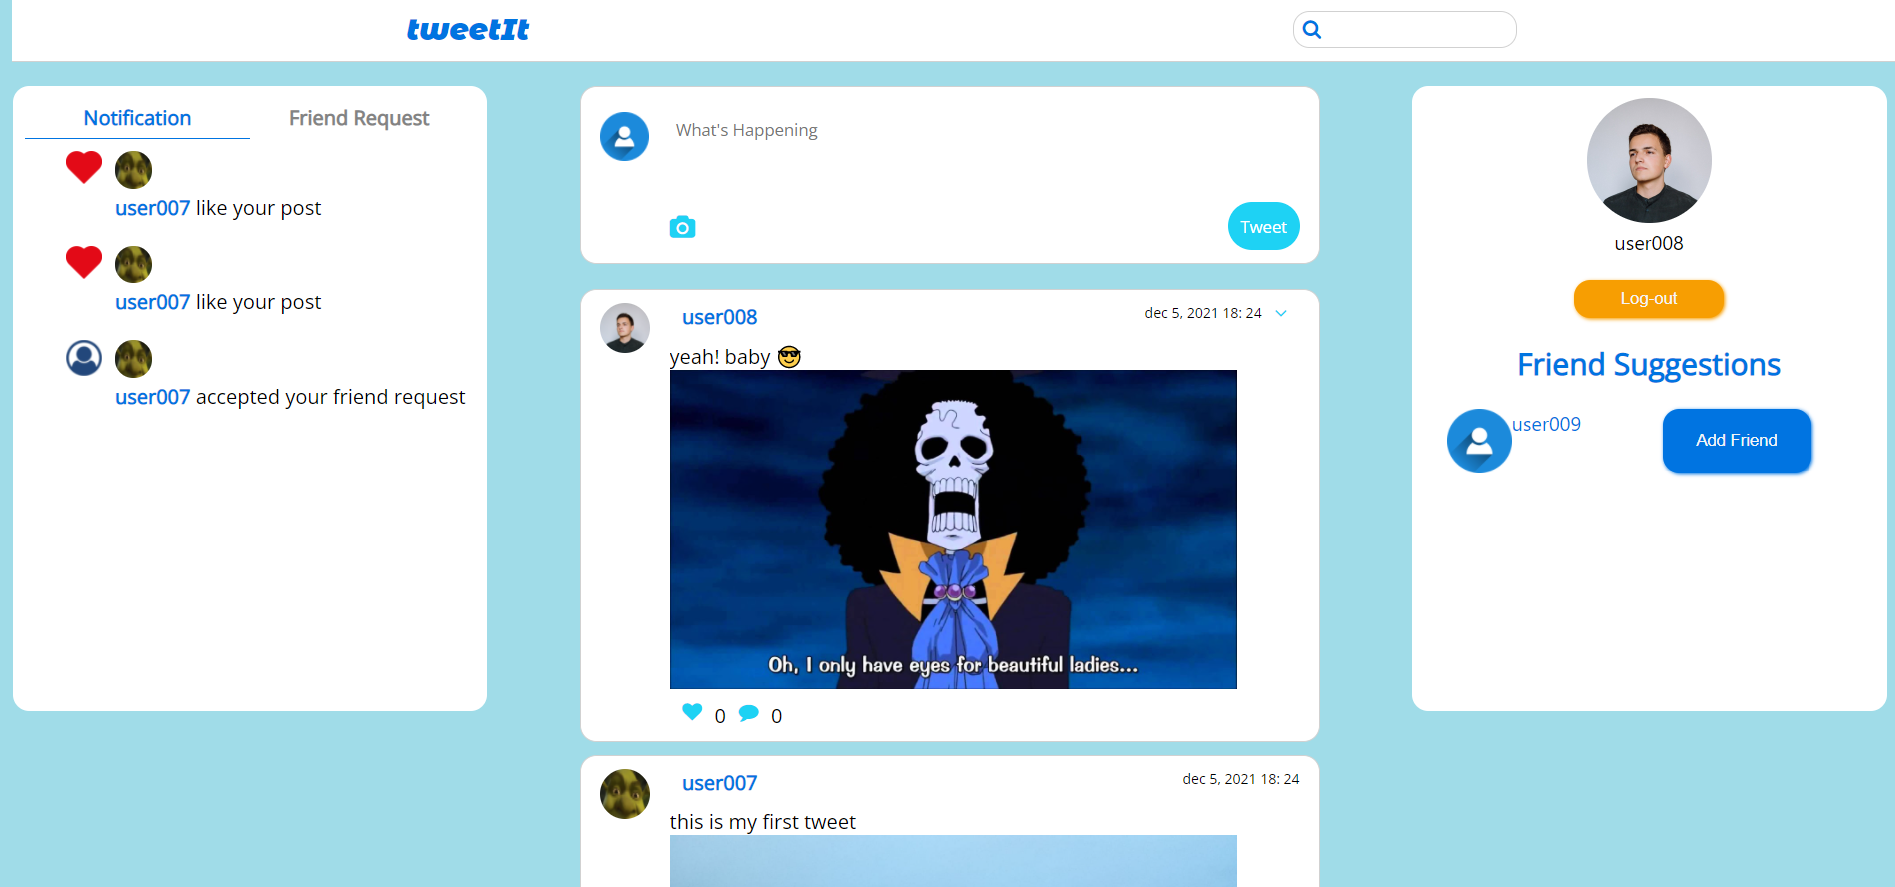 tweetIt
Notification
Friend Request
user007 like your post
user007 like your post
user007 accepted your friend request
What's Happening
Tweet
user008
dec 5, 2021 18: 24
yeah! baby 😎
Oh, I only have eyes for beautiful ladies...
0 0
user007
dec 5, 2021 18: 24
this is my first tweet
user008
Log-out
Friend Suggestions
user009
Add Friend